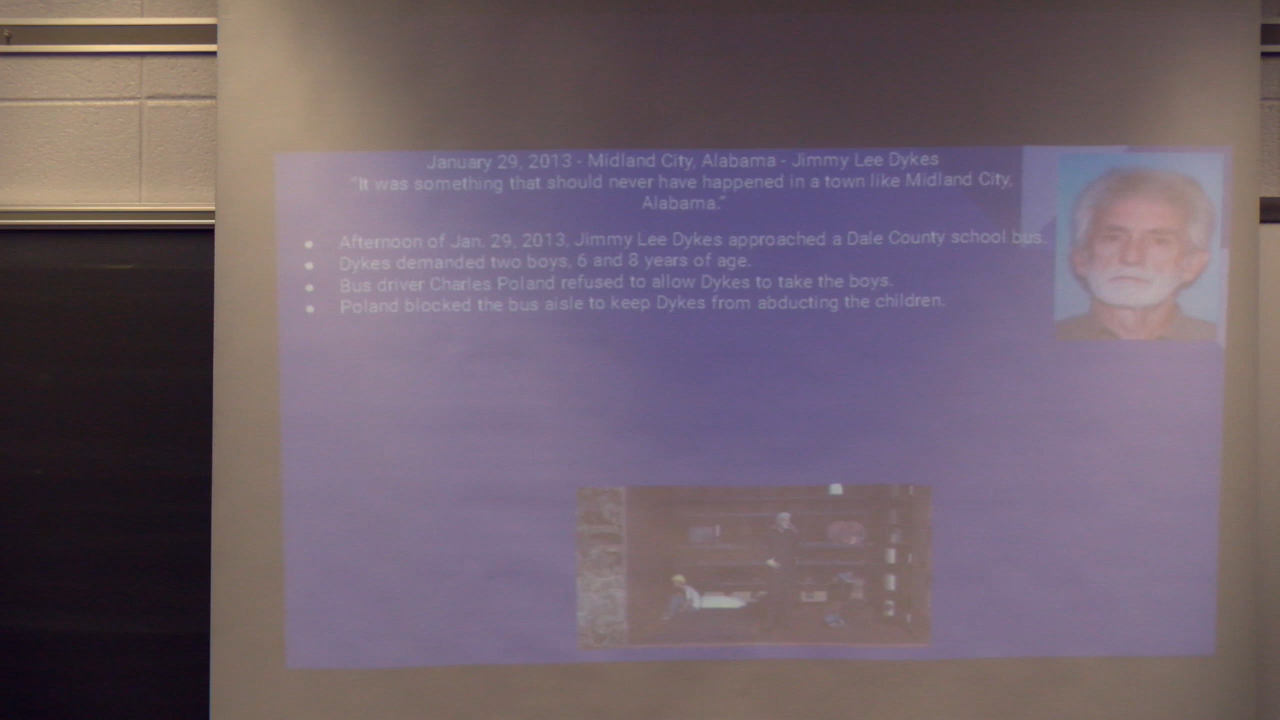 January 29, 2013 - Midland City, Alabama - Jimmy Lee Dykes
"It was something that should never have happened in a town like Midland City,
Alabama."
● Afternoon of Jan. 29, 2013, Jimmy Lee Dykes approached a Dale County school bus.
● Dykes demanded two boys, 6 and 8 years of age.
● Bus driver Charles Poland refused to allow Dykes to take the boys.
● Poland blocked the bus aisle to keep Dykes from abducting the children.